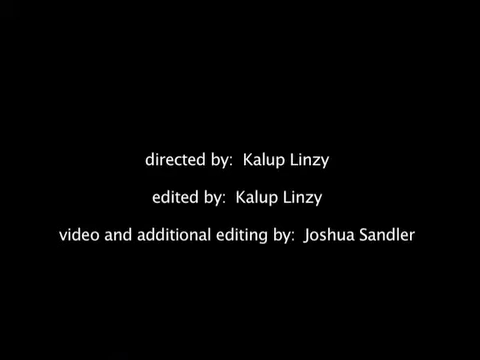 directed by:  Kalup Linzy
edited by:  Kalup Linzy
video and additional editing by:  Joshua Sandler